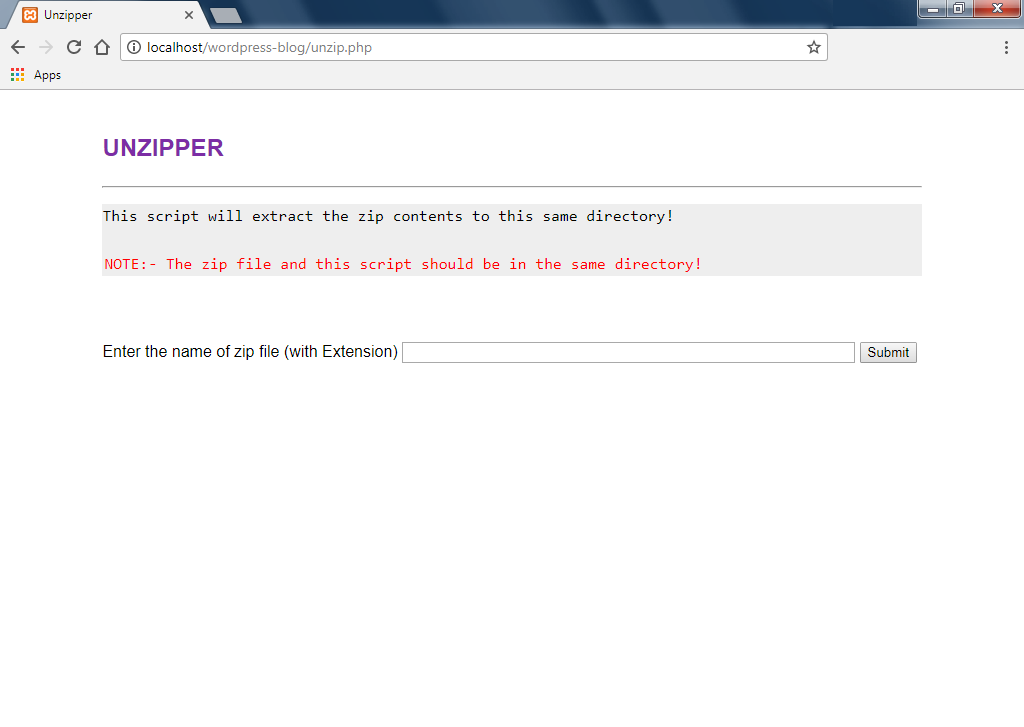 Unzipper
localhost/wordpress-blog/unzip.php
Apps
UNZIPPER
This script will extract the zip contents to this same directory!
NOTE:- The zip file and this script should be in the same directory!
Enter the name of zip file (with Extension) Submit